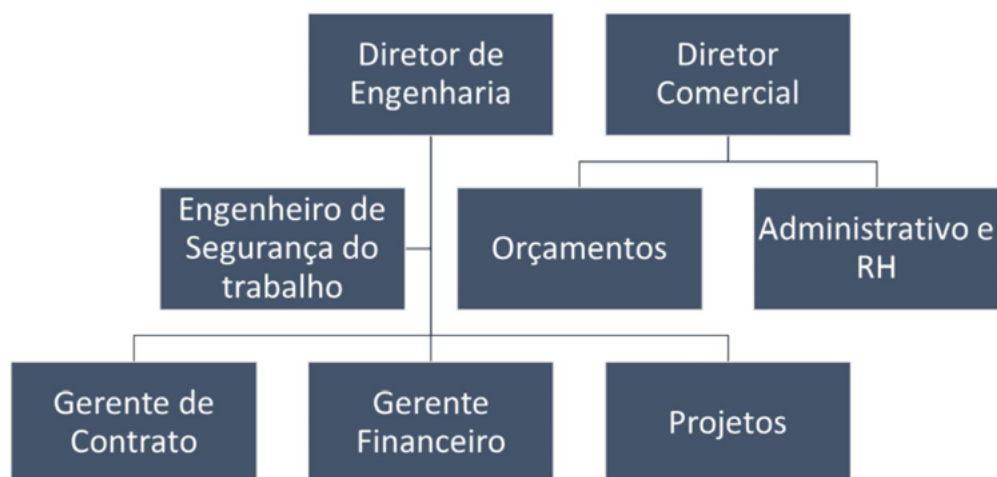 Diretor de
Engenharia
Diretor
Comercial
Engenheiro de
Segurança do
trabalho
Orçamentos
Administrativo e
RH
Gerente de
Contrato
Gerente
Financeiro
Projetos